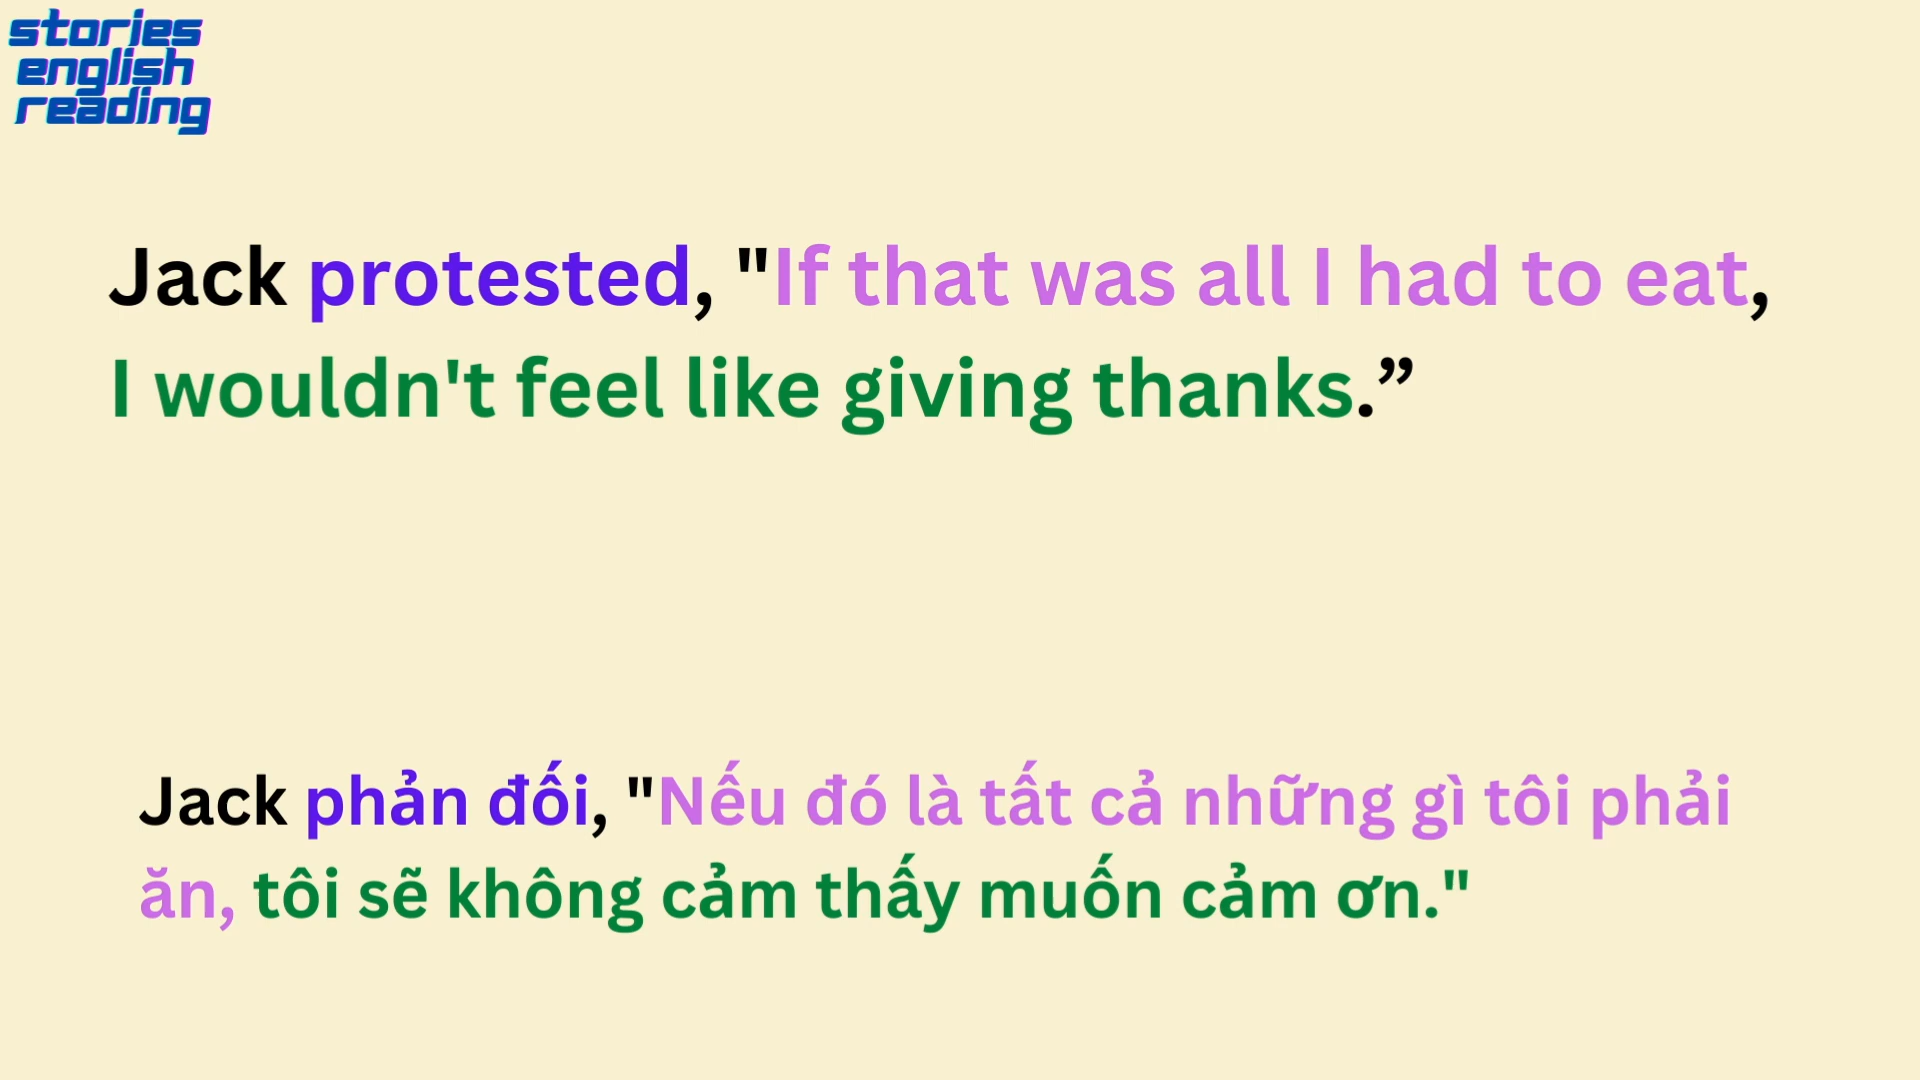 stories
english
reading
Jack protested, "If that was all I had to eat,
I wouldn't feel like giving thanks.”
Jack phản đối, "Nếu đó là tất cả những gì tôi phải
ăn, tôi sẽ không cảm thấy muốn cảm ơn."